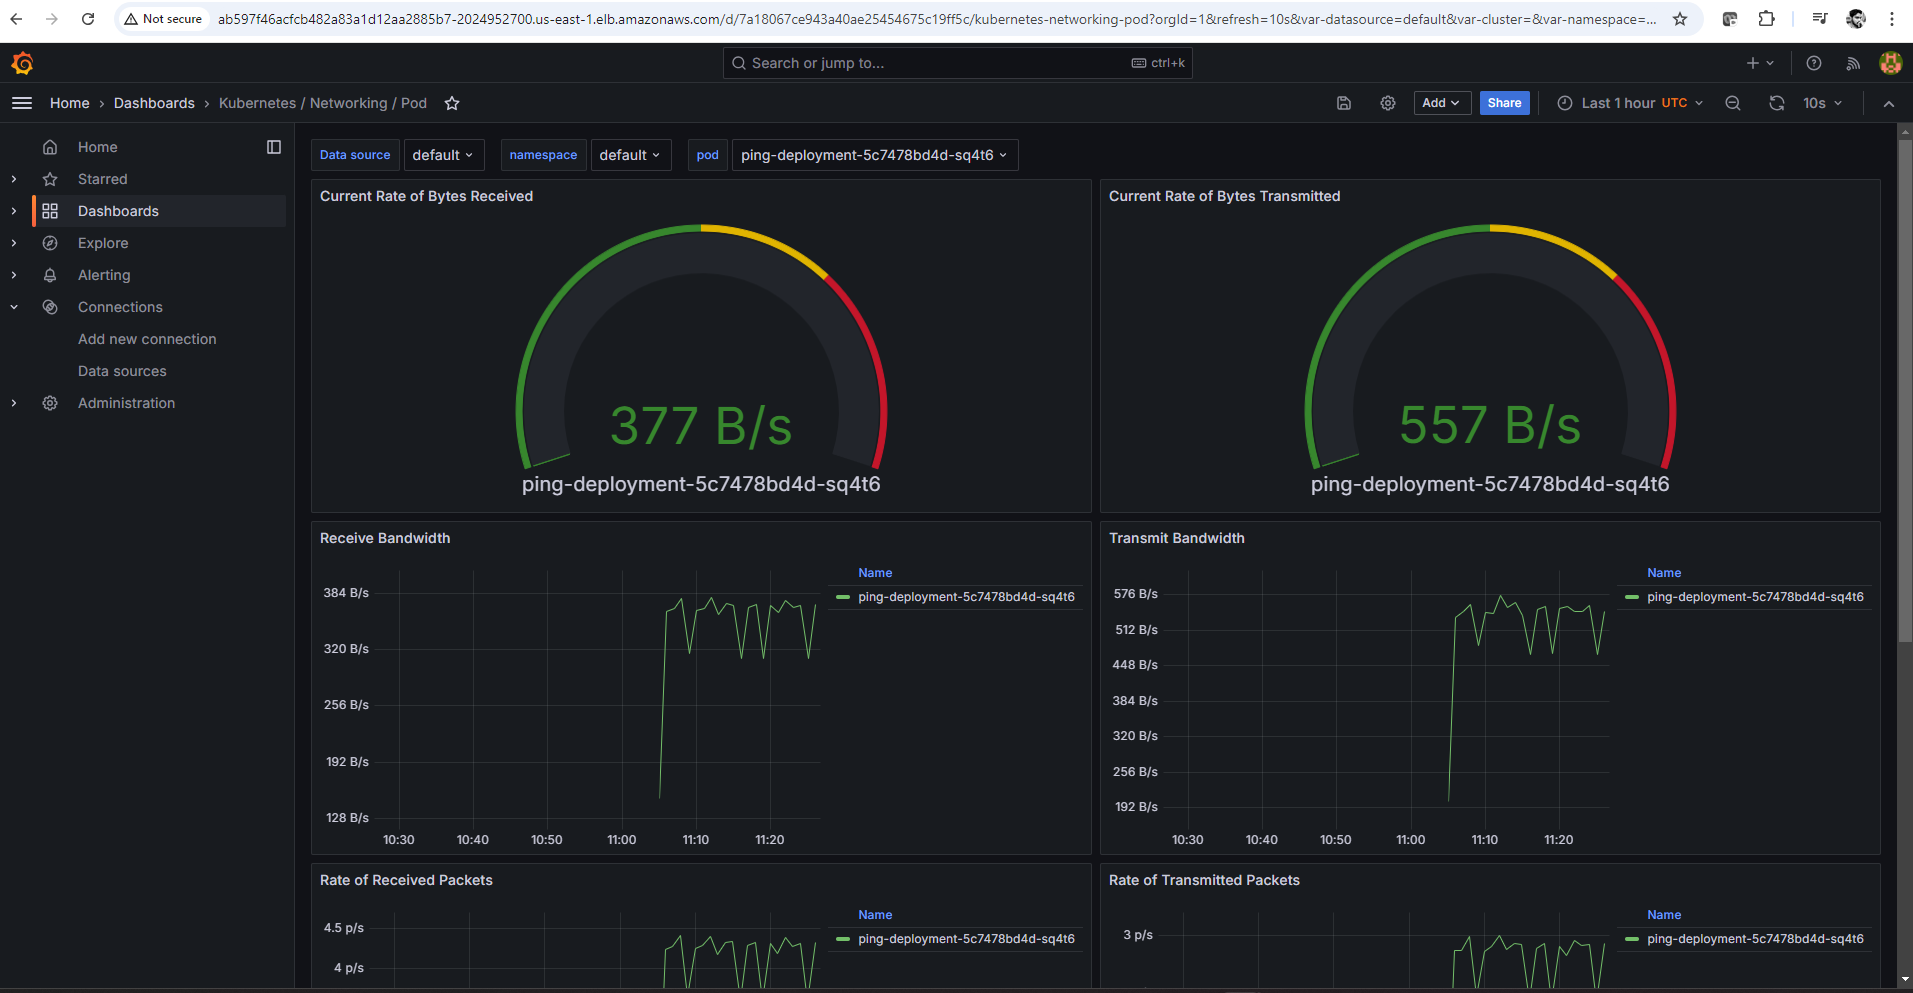 Not secure ab597f46acfcb482a83a1d12aa2885b7-2024952700.us-east-1.elb.amazonaws.com/d/7a18067ce943a40ae25454675c19ff5c/kubernetes-networking-pod?orgId=1&refresh=10s&var-datasource=default&var-cluster=&var-namespace=...
Search or jump to... ctrl+k
Home › Dashboards › Kubernetes / Networking / Pod Add Share Last 1 hour UTC 10s
Home
Starred
Dashboards
Explore
Alerting
Connections
Add new connection
Data sources
Administration
Data source default namespace default pod ping-deployment-5c7478bd4d-sq4t6
Current Rate of Bytes Received
377 B/s
ping-deployment-5c7478bd4d-sq4t6
Current Rate of Bytes Transmitted
557 B/s
ping-deployment-5c7478bd4d-sq4t6
Receive Bandwidth
384 B/s
320 B/s
256 B/s
192 B/s
128 B/s
10:30 10:40 10:50 11:00 11:10 11:20
Name
ping-deployment-5c7478bd4d-sq4t6
Transmit Bandwidth
576 B/s
512 B/s
448 B/s
384 B/s
320 B/s
256 B/s
192 B/s
10:30 10:40 10:50 11:00 11:10 11:20
Name
ping-deployment-5c7478bd4d-sq4t6
Rate of Received Packets
4.5 p/s
4 p/s
Name
ping-deployment-5c7478bd4d-sq4t6
Rate of Transmitted Packets
3 p/s
Name
ping-deployment-5c7478bd4d-sq4t6